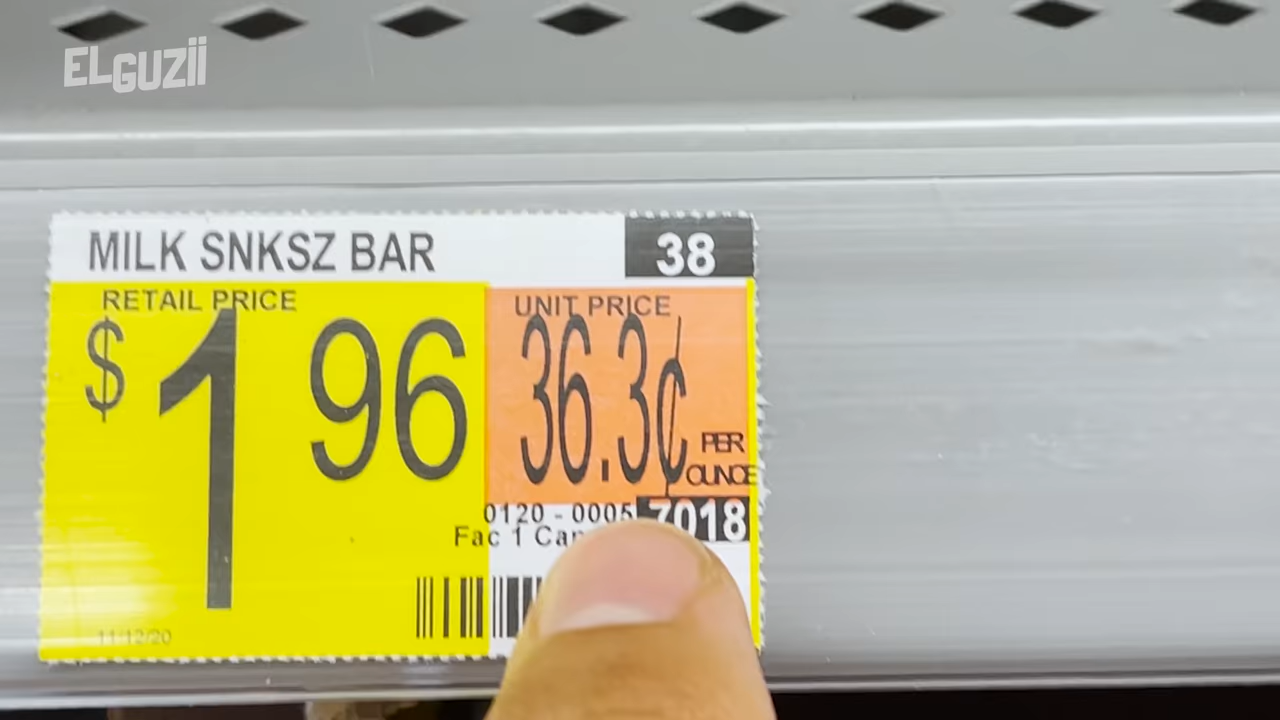 ELGUZii
MILK SNKSZ BAR
38
RETAIL PRICE
$1 96
UNIT PRICE
36.3¢
PER
OUNCE
0120 - 0005 7018
Fac 1
11/12/20